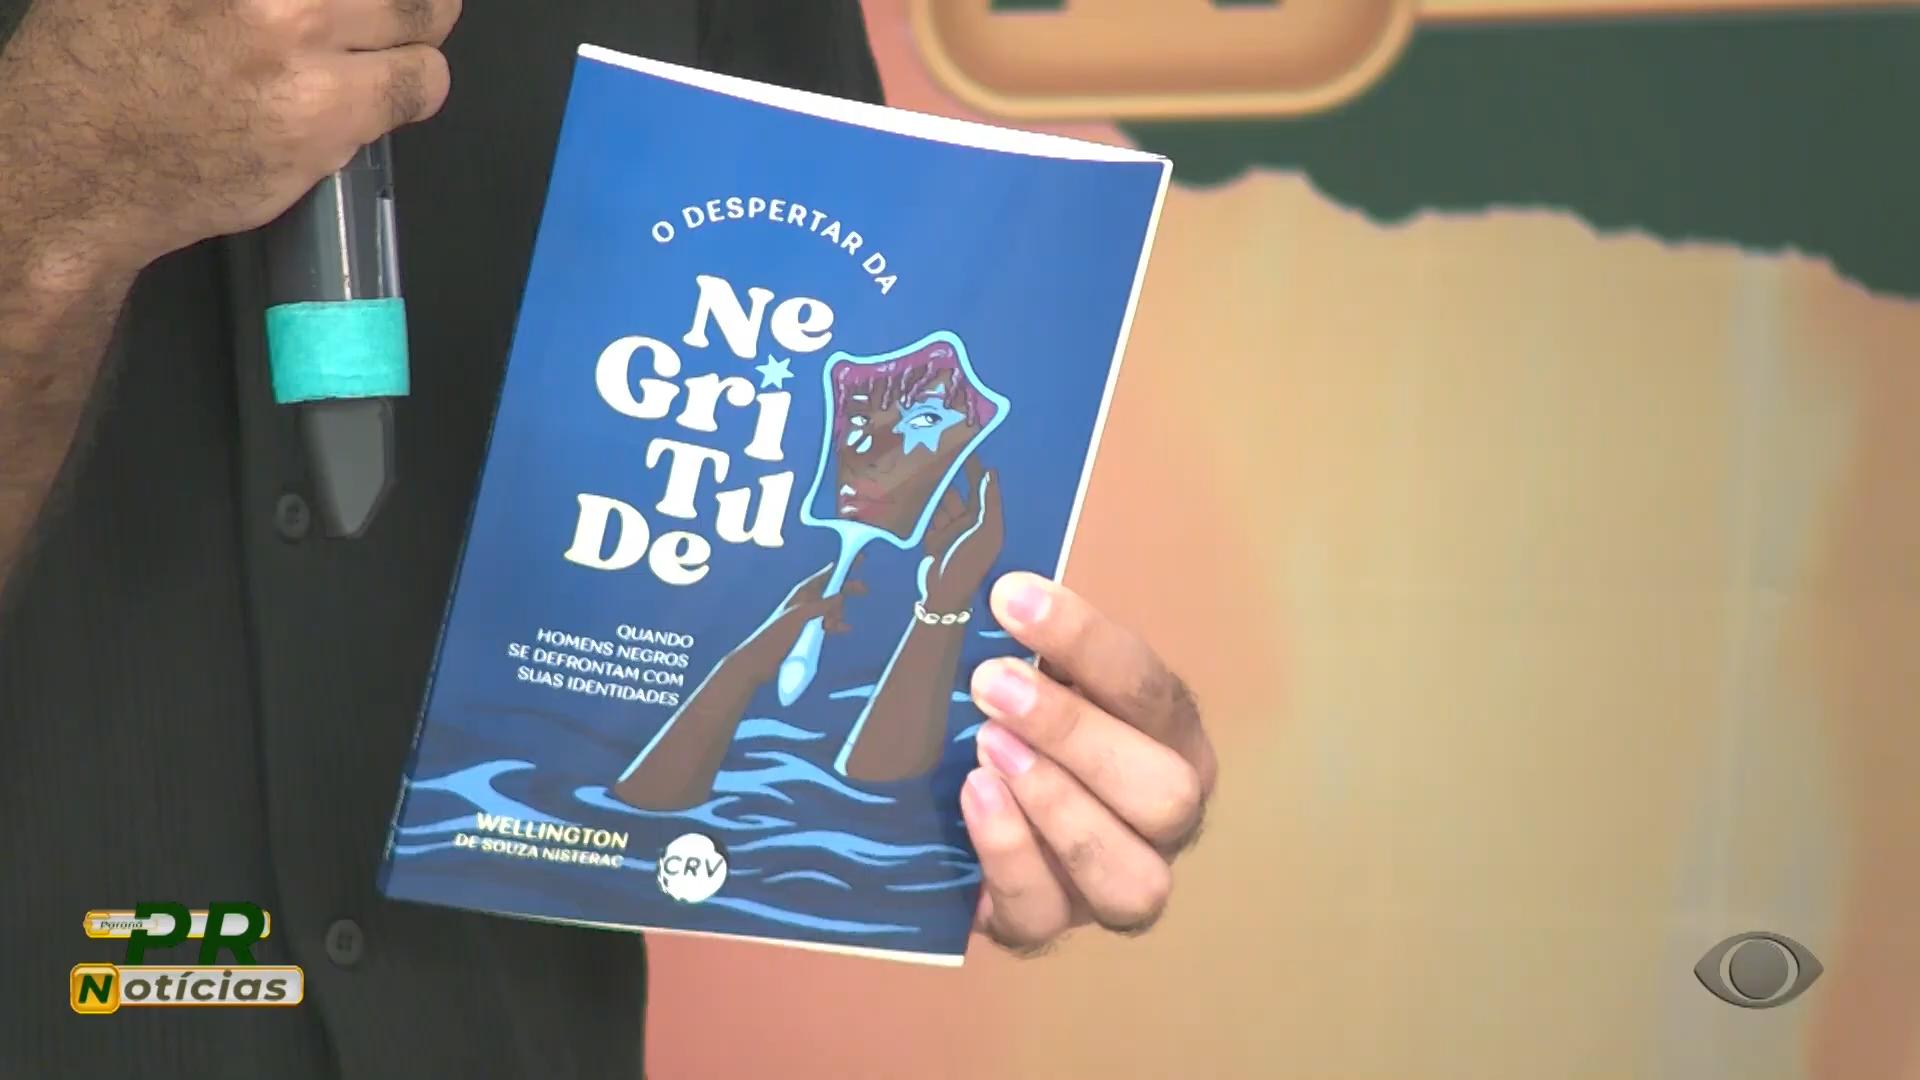 O DESPERTAR DA
Ne
Gri
Tu
De
QUANDO
HOMENS NEGROS
SE DEFRONTAM COM
SUAS IDENTIDADES
WELLINGTON
DE SOUZA NISTERAC
CRV
Paraná
PR
Notícias